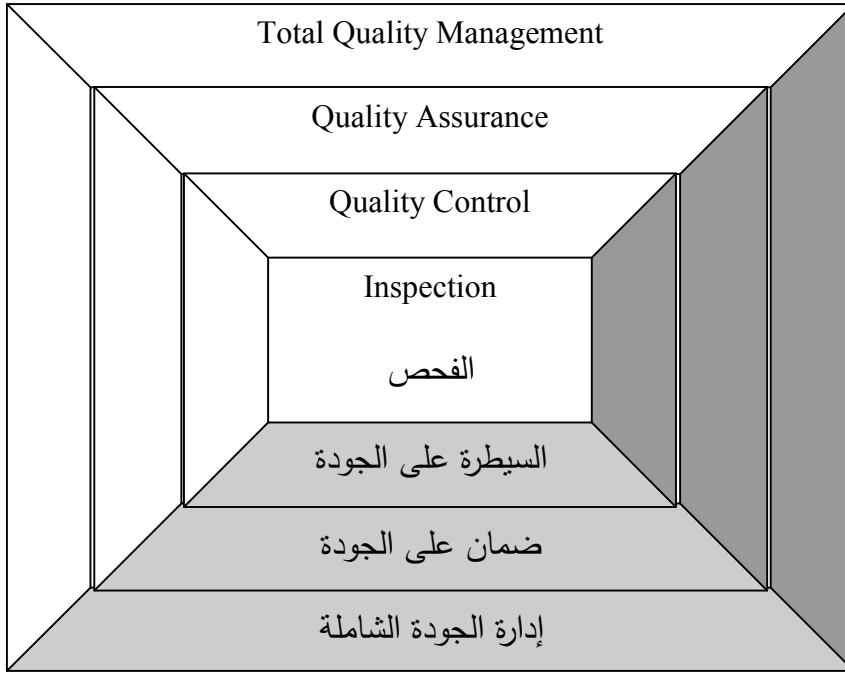 Total Quality Management
Quality Assurance
Quality Control
Inspection
الفحص
السيطرة على الجودة
ضمان على الجودة
إدارة الجودة الشاملة